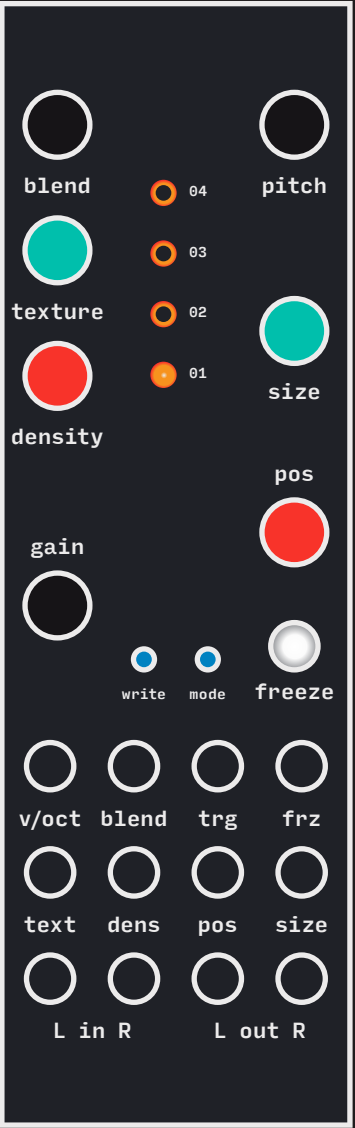 blend
pitch
04
texture
03
02
size
01
density
pos
gain
write
mode
freeze
v/oct blend trg frz
text dens pos size
L in R L out R